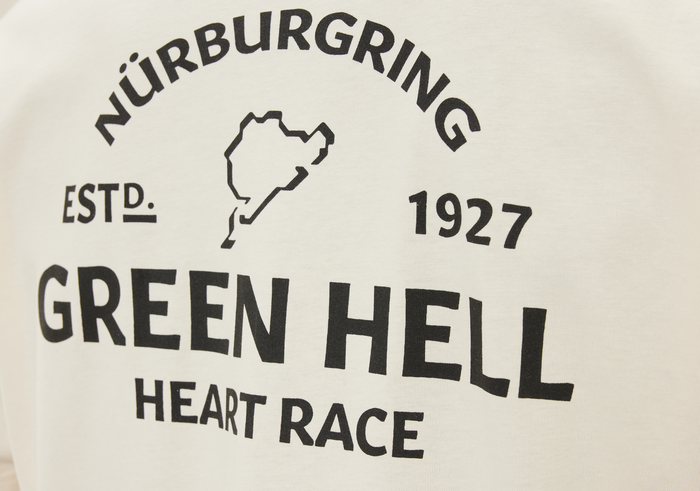 NÜRBURGRING
ESTD. 1927
GREEN HELL
HEART RACE